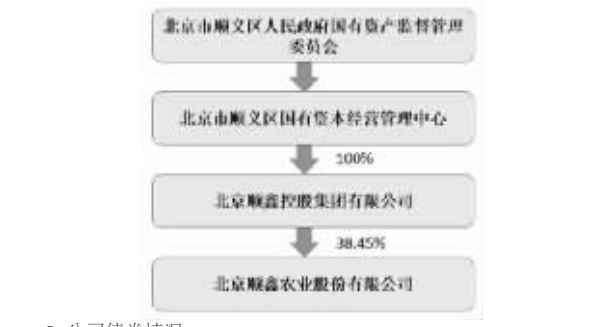 北京市顺义区人民政府国有资产监督管理
委员会
北京市顺义区国有资本经营管理中心
100%
北京顺鑫控股集团有限公司
38.45%
北京顺鑫农业股份有限公司